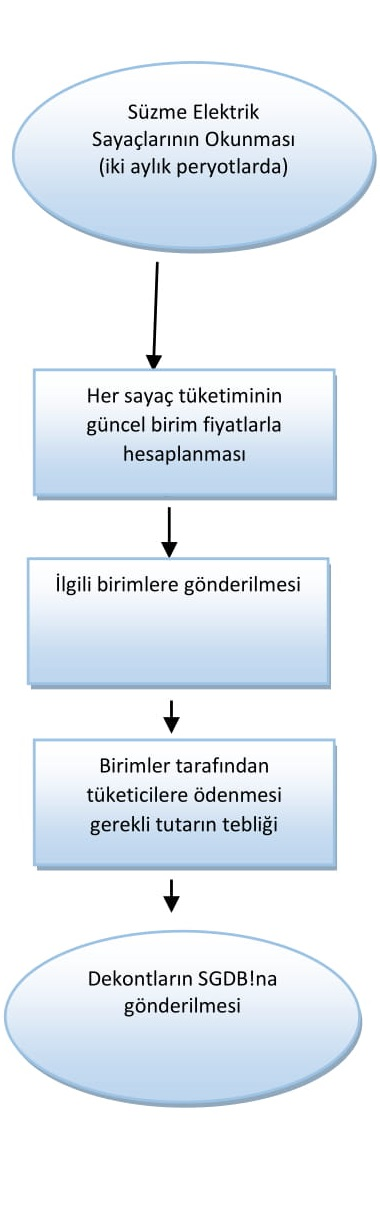 Süzme Elektrik
Sayaçlarının Okunması
(iki aylık peryotlarda)
Her sayaç tüketiminin
güncel birim fiyatlarla
hesaplanması
İlgili birimlere gönderilmesi
Birimler tarafından
tüketicilere ödenmesi
gerekli tutarın tebliği
Dekontların SGDB!na
gönderilmesi